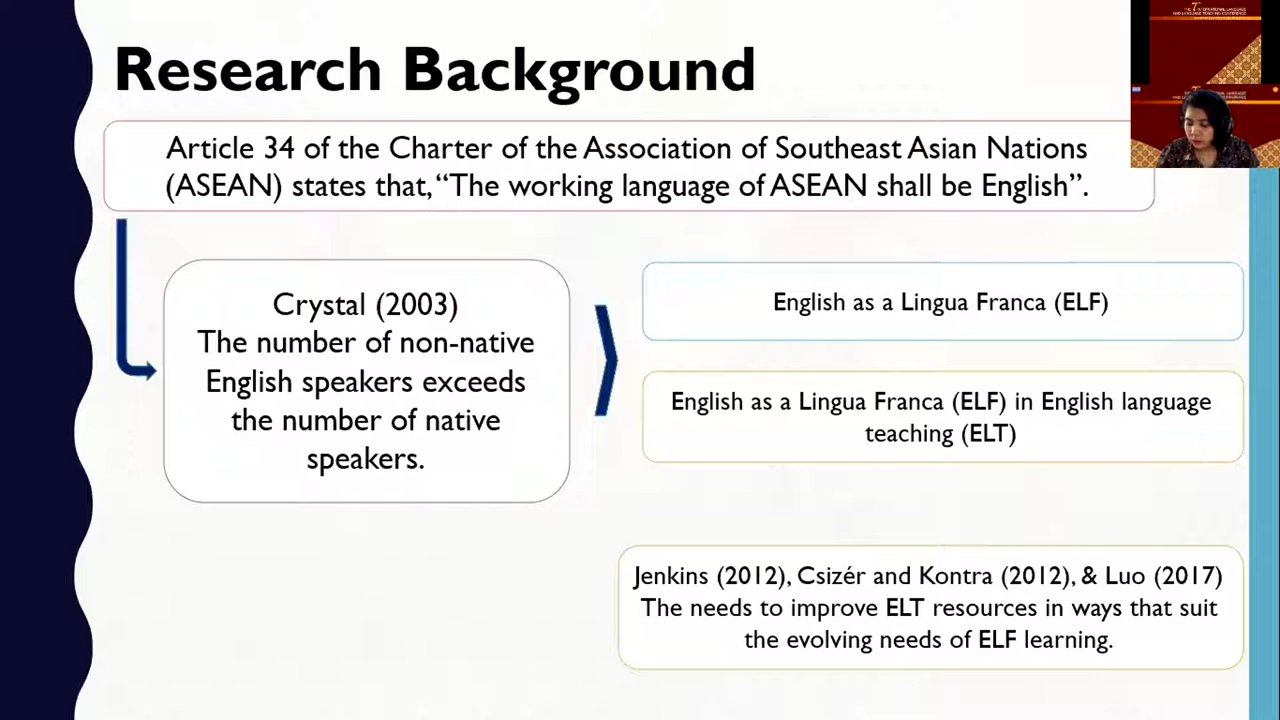 Research Background
Article 34 of the Charter of the Association of Southeast Asian Nations
(ASEAN) states that, “The working language of ASEAN shall be English”.
Crystal (2003)
The number of non-native
English speakers exceeds
the number of native
speakers.
English as a Lingua Franca (ELF)
English as a Lingua Franca (ELF) in English language
teaching (ELT)
Jenkins (2012), Csizér and Kontra (2012), & Luo (2017)
The needs to improve ELT resources in ways that suit
the evolving needs of ELF learning.